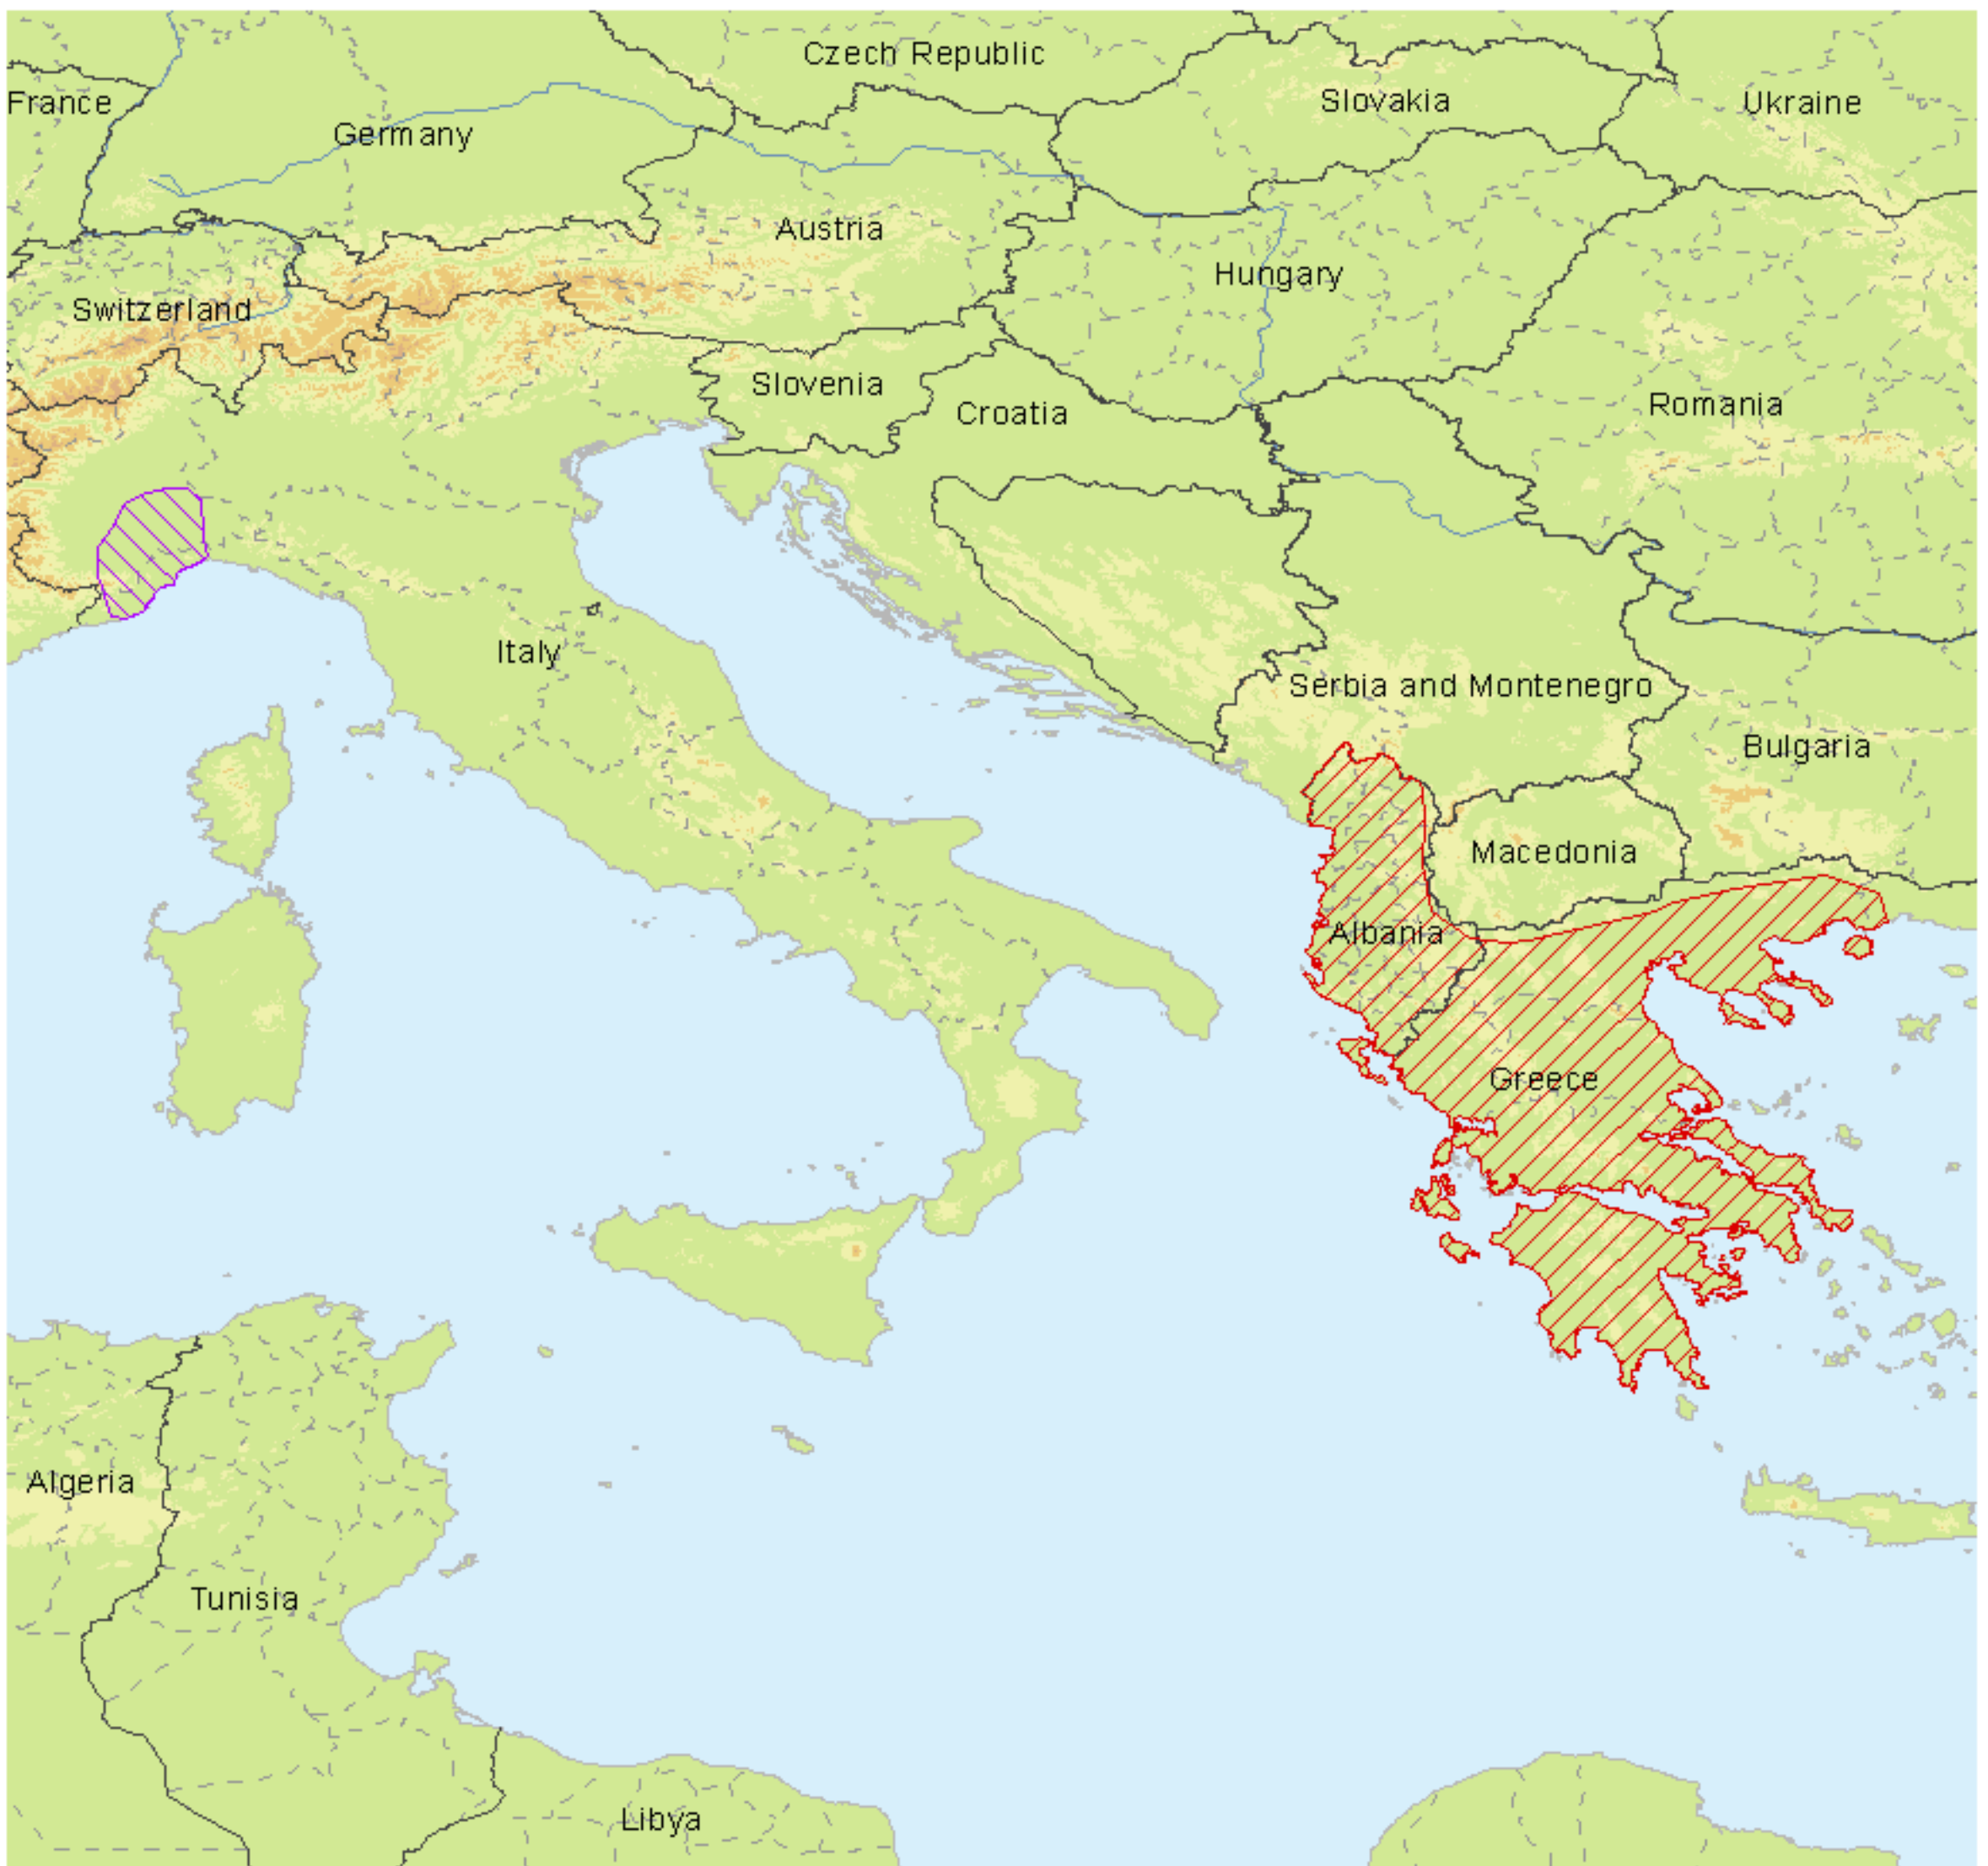 Czech Republic
France
Slovakia
Ukraine
Germany
Austria
Hungary
Switzerland
Slovenia
Croatia
Romania
Italy
Serbia and Montenegro
Bulgaria
Macedonia
Albania
Greece
Algeria
Tunisia
Libya